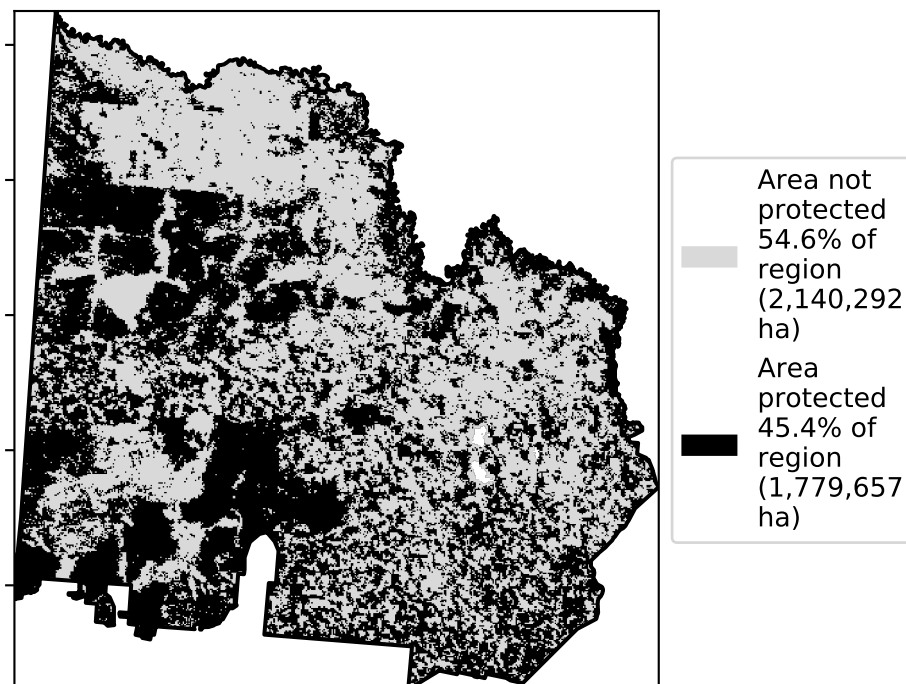 Area not
protected
54.6% of
region
(2,140,292
ha)
Area
protected
45.4% of
region
(1,779,657
ha)